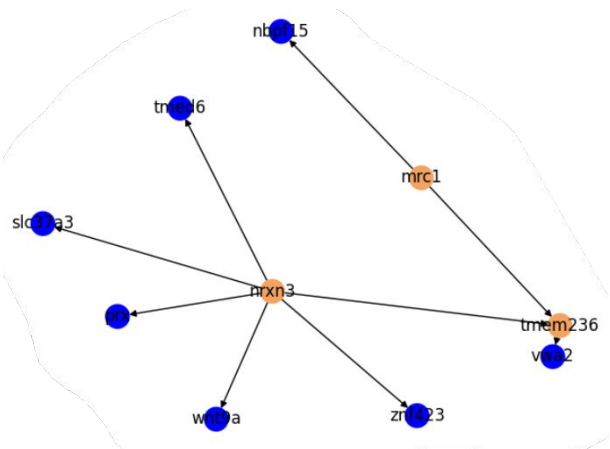 nbpf15
tmed6
mrc1
slc37a3
nrxn3
prx
tmem236
vwa2
wnt9a
znf423